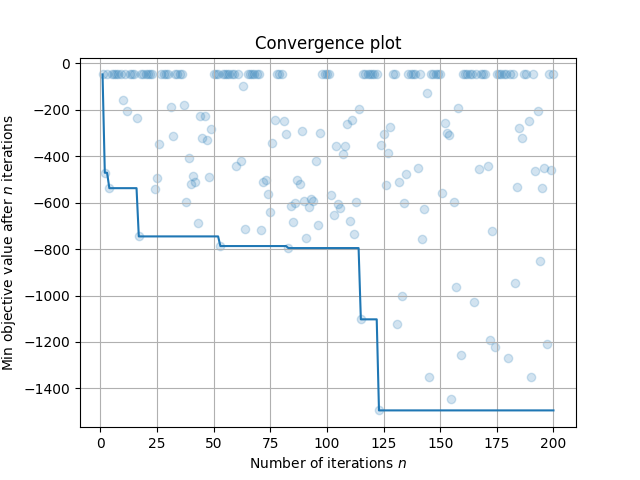 Convergence plot
Min objective value after n iterations
0
−200
−400
−600
−800
−1000
−1200
−1400
0 25 50 75 100 125 150 175 200
Number of iterations n